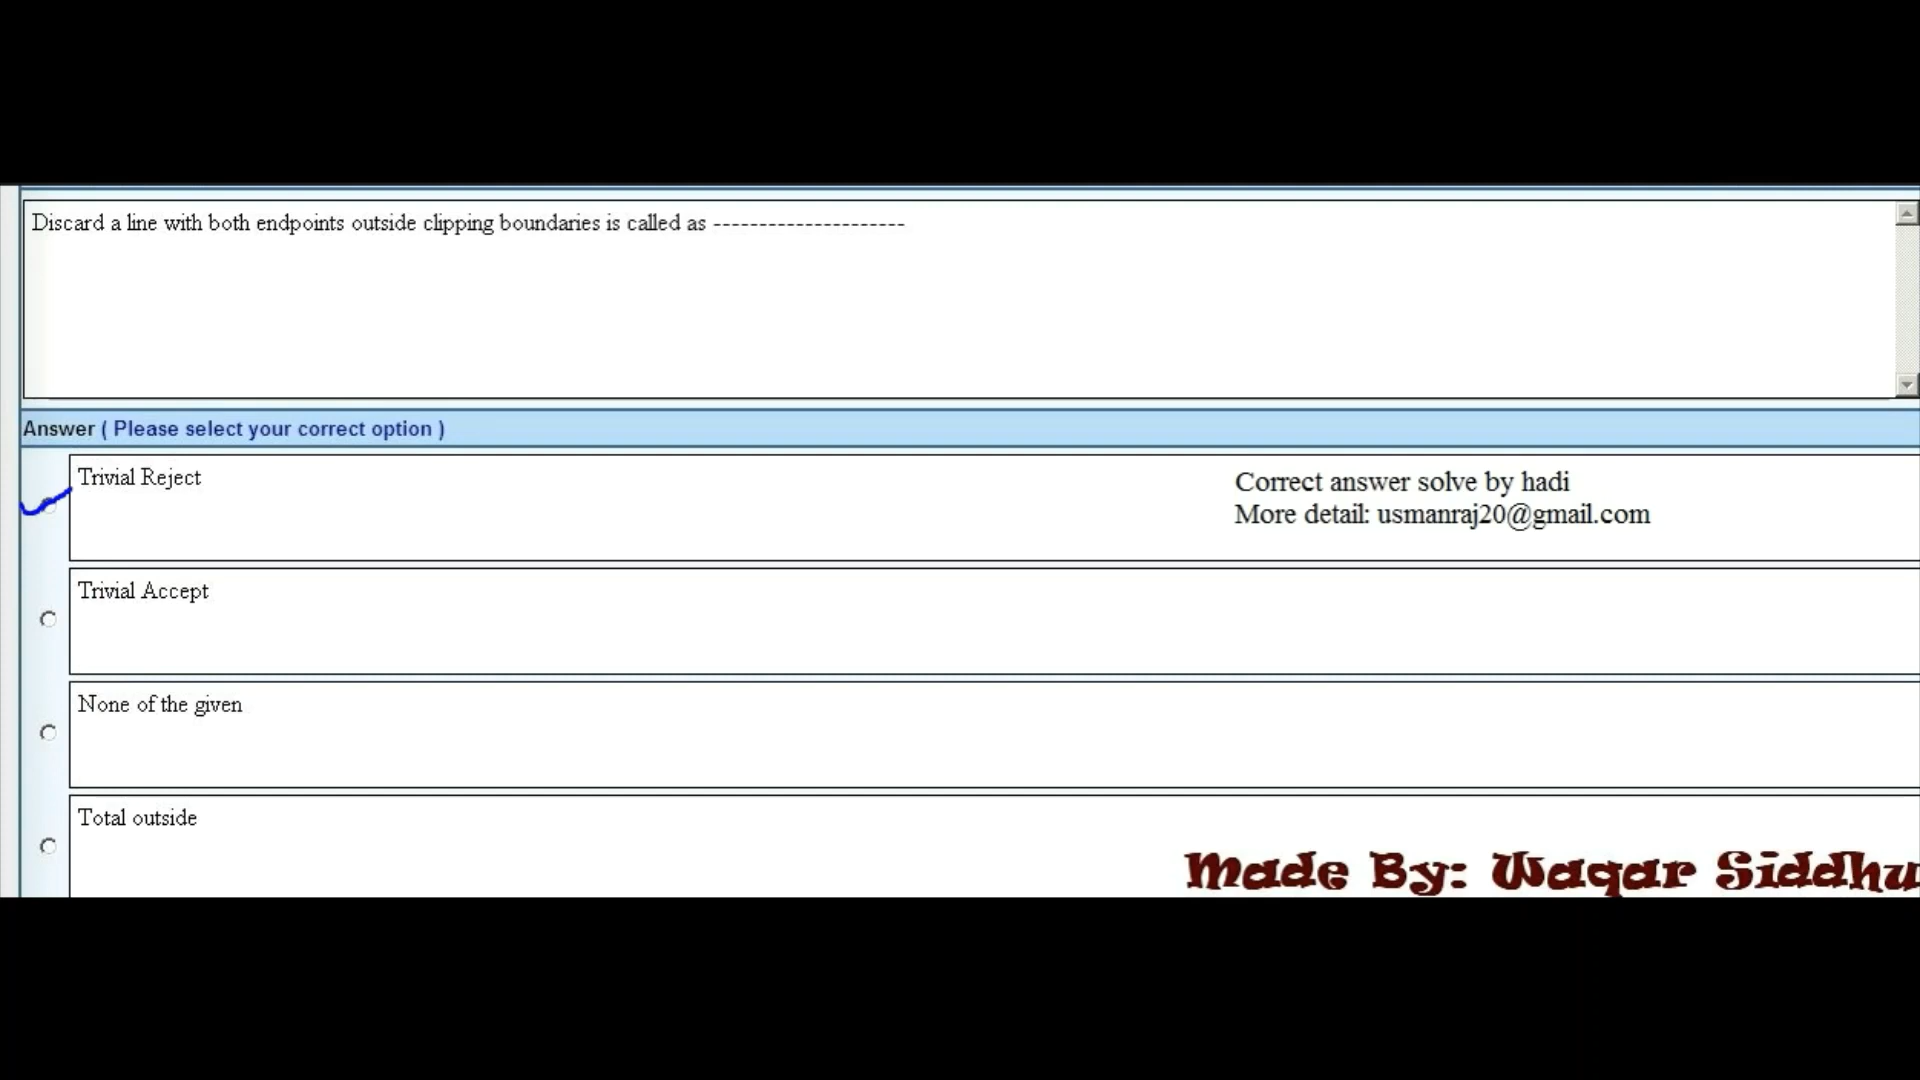 Discard a line with both endpoints outside clipping boundaries is called as ---------------------
Answer ( Please select your correct option )
Trivial Reject
Correct answer solve by hadi
More detail: usmanraj20@gmail.com
Trivial Accept
None of the given
Total outside
Made By: Waqar Siddhu